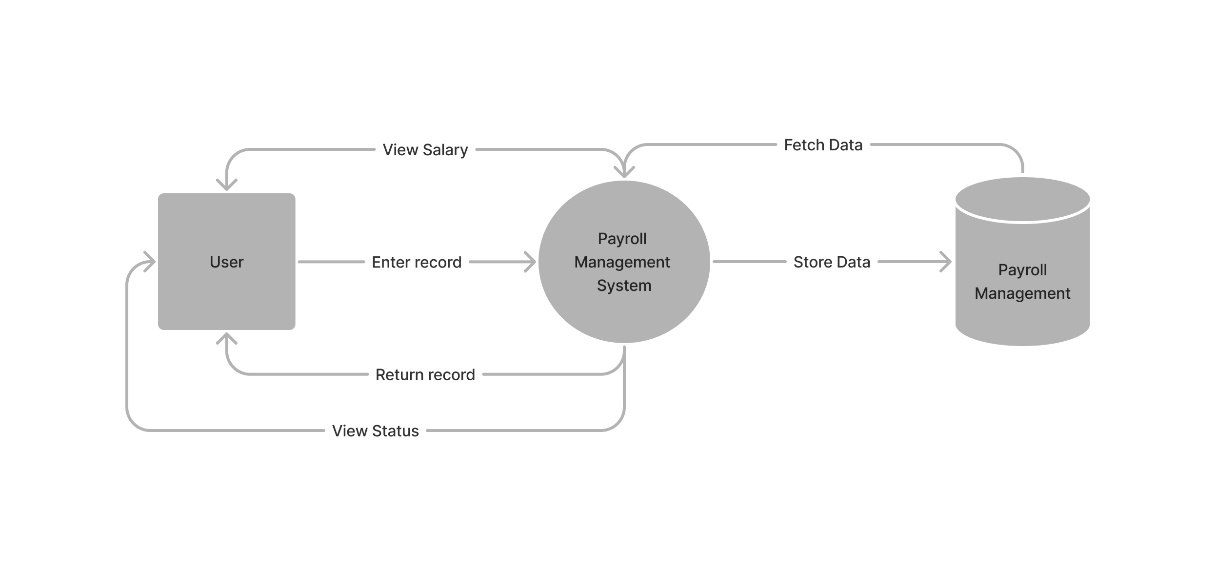 Fetch Data
View Salary
Payroll
Management
System
User
Enter record
Store Data
Payroll
Management
Return record
View Status